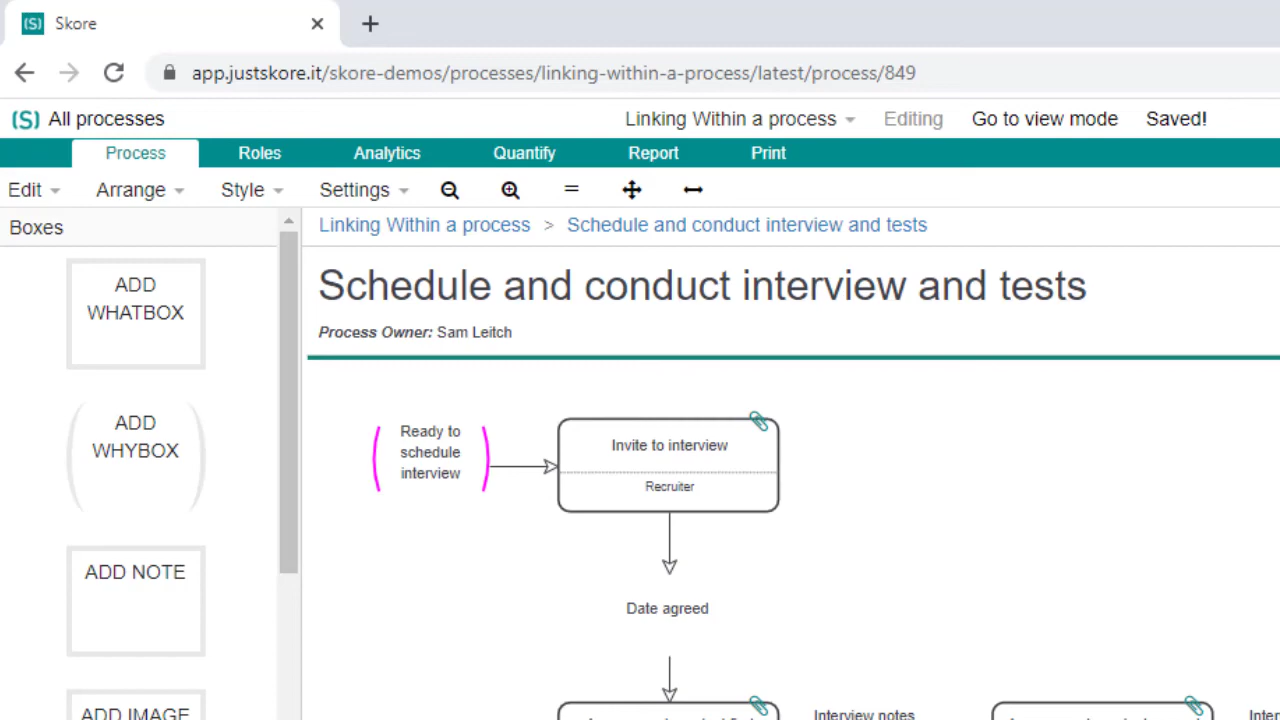 (S) Skore
app.justskore.it/skore-demos/processes/linking-within-a-process/latest/process/849
(S) All processes Linking Within a process Editing Go to view mode Saved!
Process Roles Analytics Quantify Report Print
Edit Arrange Style Settings
Boxes
Linking Within a process > Schedule and conduct interview and tests
ADD
WHATBOX
Schedule and conduct interview and tests
Process Owner: Sam Leitch
ADD
WHYBOX
Ready to
schedule
interview
Invite to interview
Recruiter
ADD NOTE
Date agreed
ADD IMAGE
Interview notes